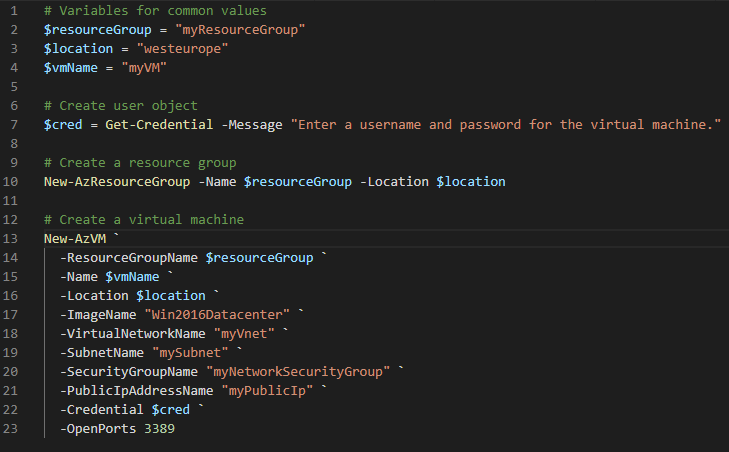 1 # Variables for common values
2 $resourceGroup = "myResourceGroup"
3 $location = "westeurope"
4 $vmName = "myVM"
5
6 # Create user object
7 $cred = Get-Credential -Message "Enter a username and password for the virtual machine."
8
9 # Create a resource group
10 New-AzResourceGroup -Name $resourceGroup -Location $location
11
12 # Create a virtual machine
13 New-AzVM `
14   -ResourceGroupName $resourceGroup `
15   -Name $vmName `
16   -Location $location `
17   -ImageName "Win2016Datacenter" `
18   -VirtualNetworkName "myVnet" `
19   -SubnetName "mySubnet" `
20   -SecurityGroupName "myNetworkSecurityGroup" `
21   -PublicIpAddressName "myPublicIp" `
22   -Credential $cred `
23   -OpenPorts 3389